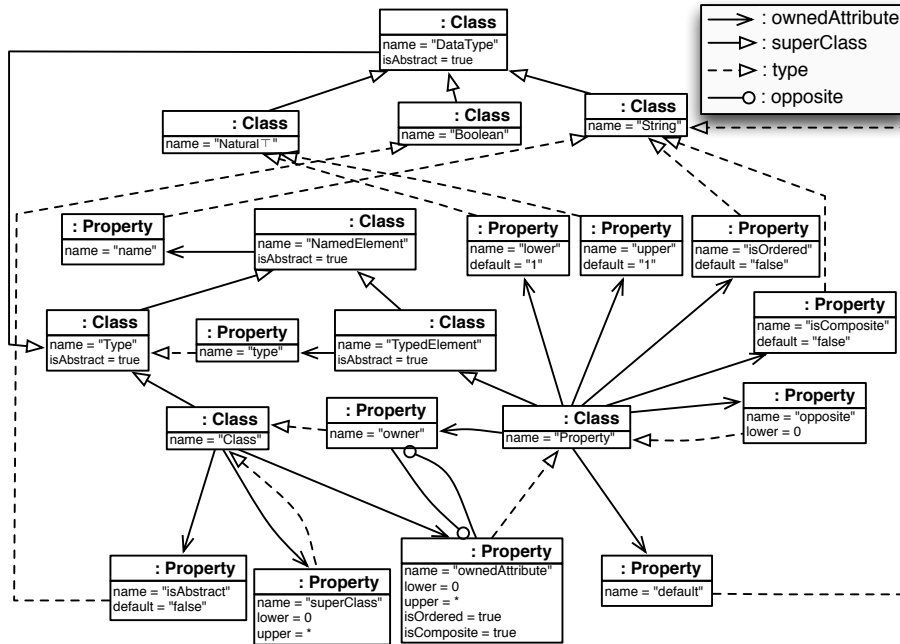 : Class
name = "DataType"
isAbstract = true
: ownedAttribute
: superClass
: type
: opposite
: Class
name = "Natural⊤"
: Class
name = "Boolean"
: Class
name = "String"
: Property
name = "name"
: Class
name = "NamedElement"
isAbstract = true
: Property
name = "lower"
default = "1"
: Property
name = "upper"
default = "1"
: Property
name = "isOrdered"
default = "false"
: Property
name = "isComposite"
default = "false"
: Class
name = "Type"
isAbstract = true
: Property
name = "type"
: Class
name = "TypedElement"
isAbstract = true
: Class
name = "Class"
: Property
name = "owner"
: Class
name = "Property"
: Property
name = "opposite"
lower = 0
: Property
name = "isAbstract"
default = "false"
: Property
name = "superClass"
lower = 0
upper = *
: Property
name = "ownedAttribute"
lower = 0
upper = *
isOrdered = true
isComposite = true
: Property
name = "default"